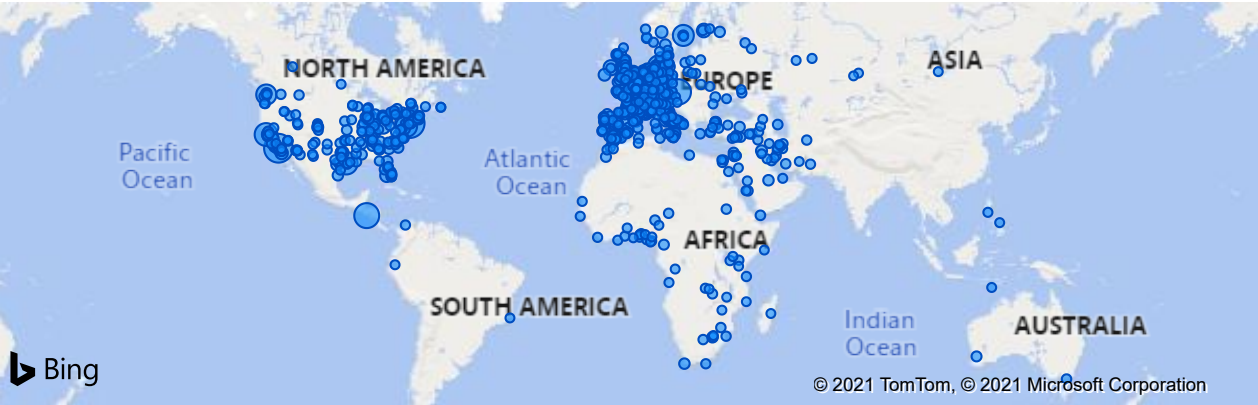 NORTH AMERICA
EUROPE
ASIA
Pacific
Ocean
Atlantic
Ocean
AFRICA
SOUTH AMERICA
Indian
Ocean
AUSTRALIA
Bing
© 2021 TomTom, © 2021 Microsoft Corporation